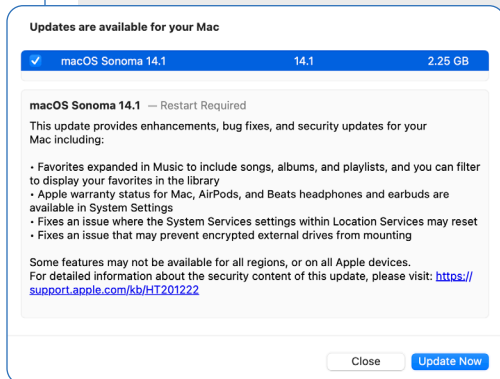 Updates are available for your Mac
macOS Sonoma 14.1 14.1 2.25 GB
macOS Sonoma 14.1 — Restart Required
This update provides enhancements, bug fixes, and security updates for your
Mac including:
• Favorites expanded in Music to include songs, albums, and playlists, and you can filter
to display your favorites in the library
• Apple warranty status for Mac, AirPods, and Beats headphones and earbuds are
available in System Settings
• Fixes an issue where the System Services settings within Location Services may reset
• Fixes an issue that may prevent encrypted external drives from mounting
Some features may not be available for all regions, or on all Apple devices.
For detailed information about the security content of this update, please visit: https://
support.apple.com/kb/HT201222
Close Update Now